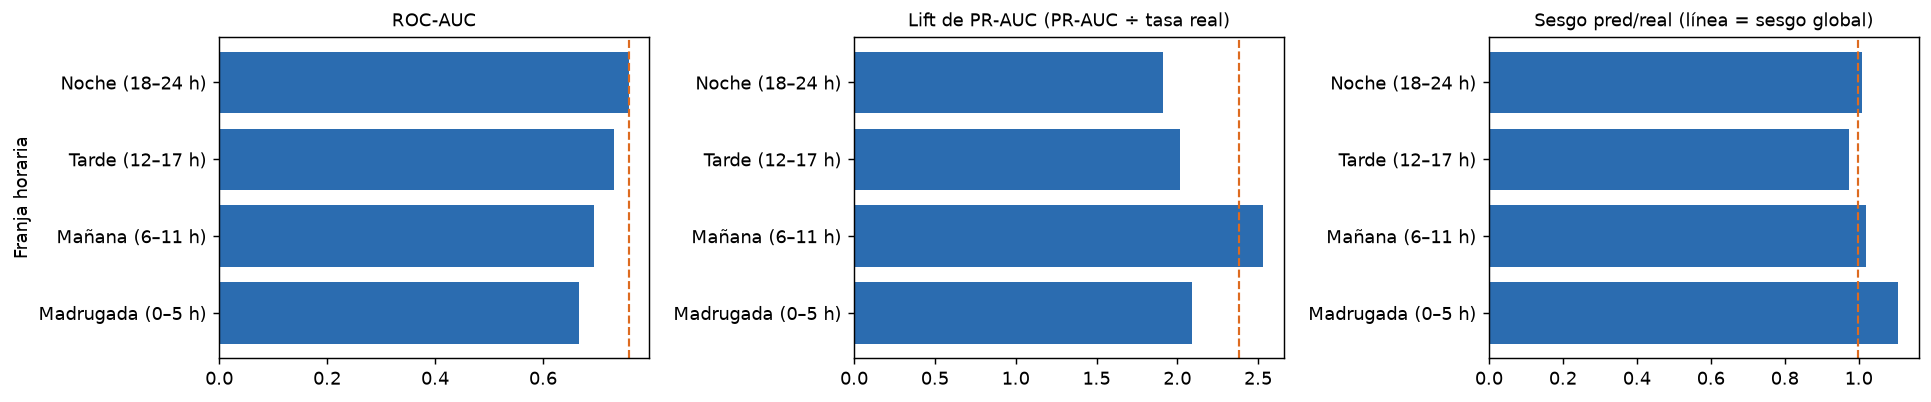 ROC-AUC
Franja horaria
Noche (18–24 h)
Tarde (12–17 h)
Mañana (6–11 h)
Madrugada (0–5 h)
0.0 0.2 0.4 0.6
Lift de PR-AUC (PR-AUC ÷ tasa real)
Noche (18–24 h)
Tarde (12–17 h)
Mañana (6–11 h)
Madrugada (0–5 h)
0.0 0.5 1.0 1.5 2.0 2.5
Sesgo pred/real (línea = sesgo global)
Noche (18–24 h)
Tarde (12–17 h)
Mañana (6–11 h)
Madrugada (0–5 h)
0.0 0.2 0.4 0.6 0.8 1.0